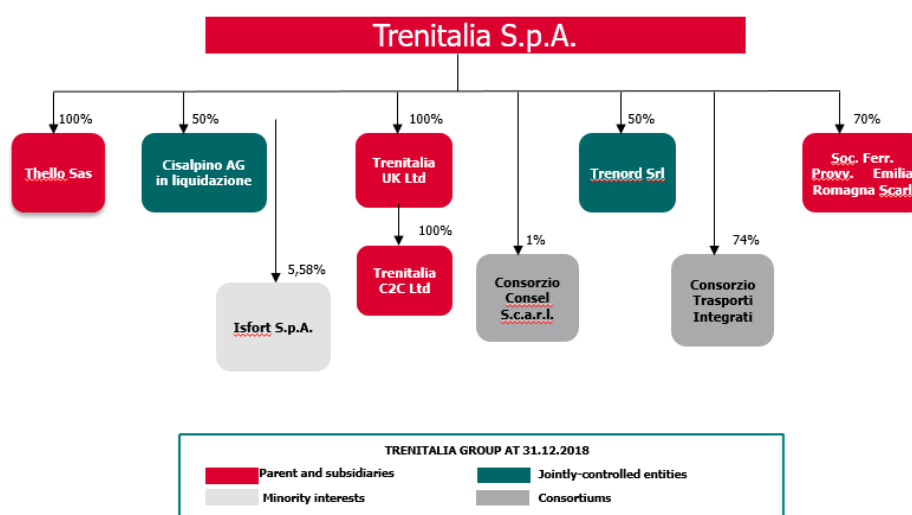 Trenitalia S.p.A.
100%
50%
100%
50%
70%
Thello Sas
Cisalpino AG
in liquidazione
Trenitalia
UK Ltd
Trenord Srl
Soc. Ferr.
Provv. Emilia
Romagna Scarl
100%
1%
74%
5,58%
Trenitalia
C2C Ltd
Consorzio
Consel
S.c.a.r.l.
Consorzio
Trasporti
Integrati
Isfort S.p.A.
TRENITALIA GROUP AT 31.12.2018
Parent and subsidiaries
Jointly-controlled entities
Minority interests
Consortiums